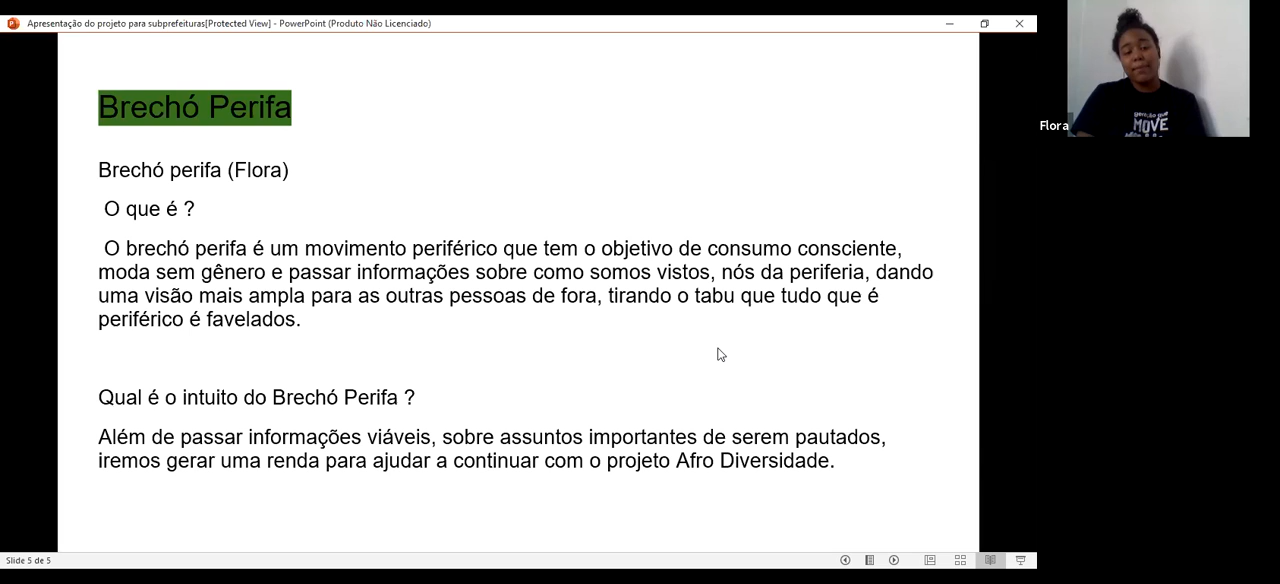 Apresentação do projeto para subprefeituras[Protected View] - PowerPoint (Produto Não Licenciado)
Brechó Perifa
Brechó perifa (Flora)
O que é ?
O brechó perifa é um movimento periférico que tem o objetivo de consumo consciente,
moda sem gênero e passar informações sobre como somos vistos, nós da periferia, dando
uma visão mais ampla para as outras pessoas de fora, tirando o tabu que tudo que é
periférico é favelados.
Qual é o intuito do Brechó Perifa ?
Além de passar informações viáveis, sobre assuntos importantes de serem pautados,
iremos gerar uma renda para ajudar a continuar com o projeto Afro Diversidade.
Slide 5 de 5
Flora
MOVE